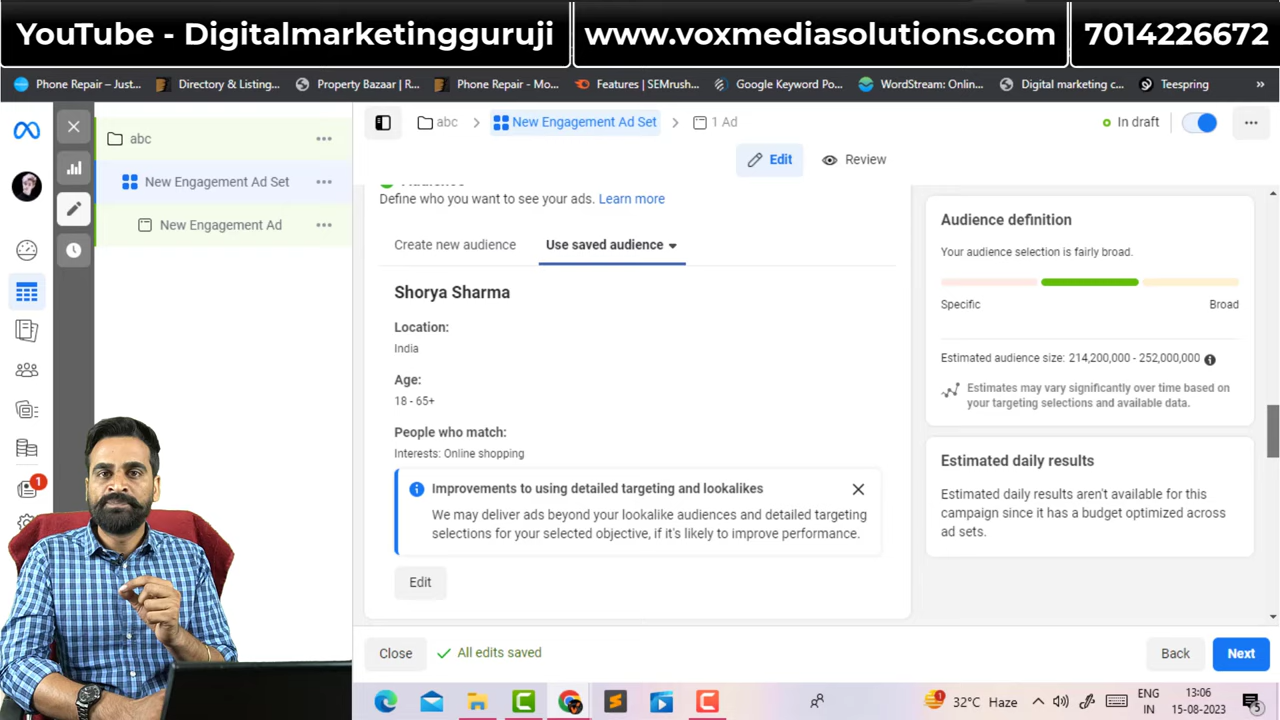 YouTube - Digitalmarketingguruji
www.voxmediasolutions.com
7014226672
Phone Repair – Just...
Directory & Listing...
Property Bazaar | R...
Phone Repair - Mo...
Features | SEMrush...
Google Keyword Po...
WordStream: Onlin...
Digital marketing c...
Teespring
»
abc
New Engagement Ad Set
New Engagement Ad
abc
New Engagement Ad Set
1 Ad
In draft
Edit
Review
Define who you want to see your ads. Learn more
Create new audience
Use saved audience
Shorya Sharma
Location:
India
Age:
18 - 65+
People who match:
Interests: Online shopping
Improvements to using detailed targeting and lookalikes
We may deliver ads beyond your lookalike audiences and detailed targeting
selections for your selected objective, if it's likely to improve performance.
Edit
Audience definition
Your audience selection is fairly broad.
Specific
Broad
Estimated audience size: 214,200,000 - 252,000,000
Estimates may vary significantly over time based on
your targeting selections and available data.
Estimated daily results
Estimated daily results aren't available for this
campaign since it has a budget optimized across
ad sets.
1
Close
All edits saved
Back
Next
1
32°C Haze
ENG
IN
13:06
15-08-2023
5